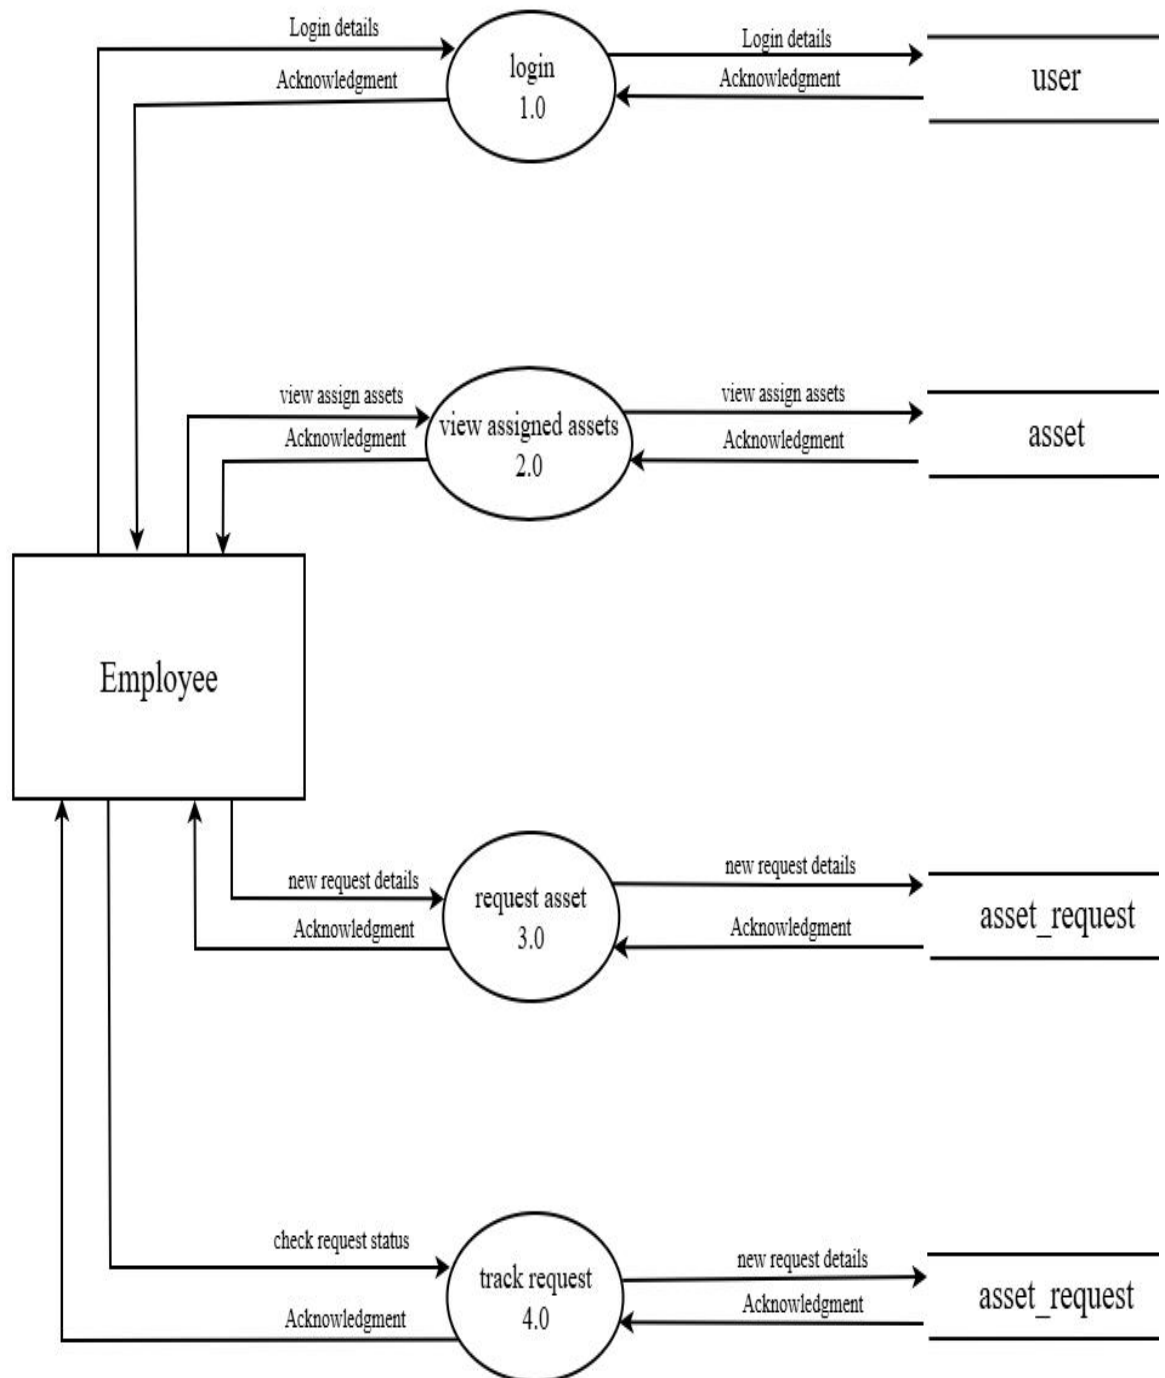 Login details
login
1.0
Login details
user
Acknowledgment
Acknowledgment
view assign assets
view assigned assets
2.0
view assign assets
asset
Acknowledgment
Acknowledgment
Employee
new request details
request asset
3.0
new request details
asset_request
Acknowledgment
Acknowledgment
check request status
track request
4.0
new request details
asset_request
Acknowledgment
Acknowledgment